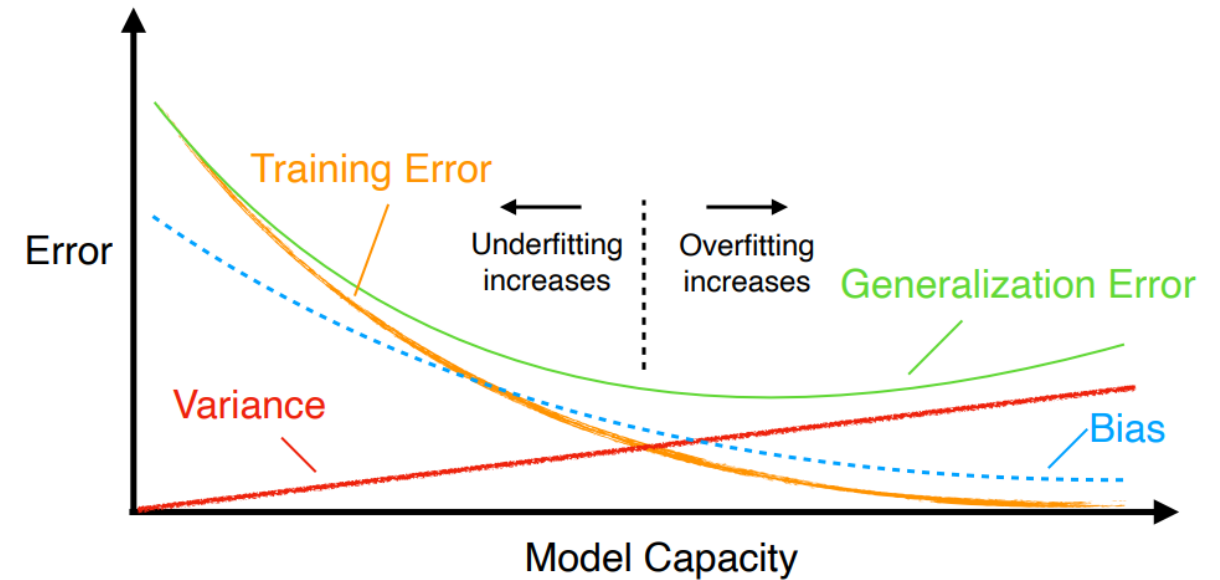 Training Error
Error
Underfitting
increases
Overfitting
increases
Generalization Error
Variance
Bias
Model Capacity